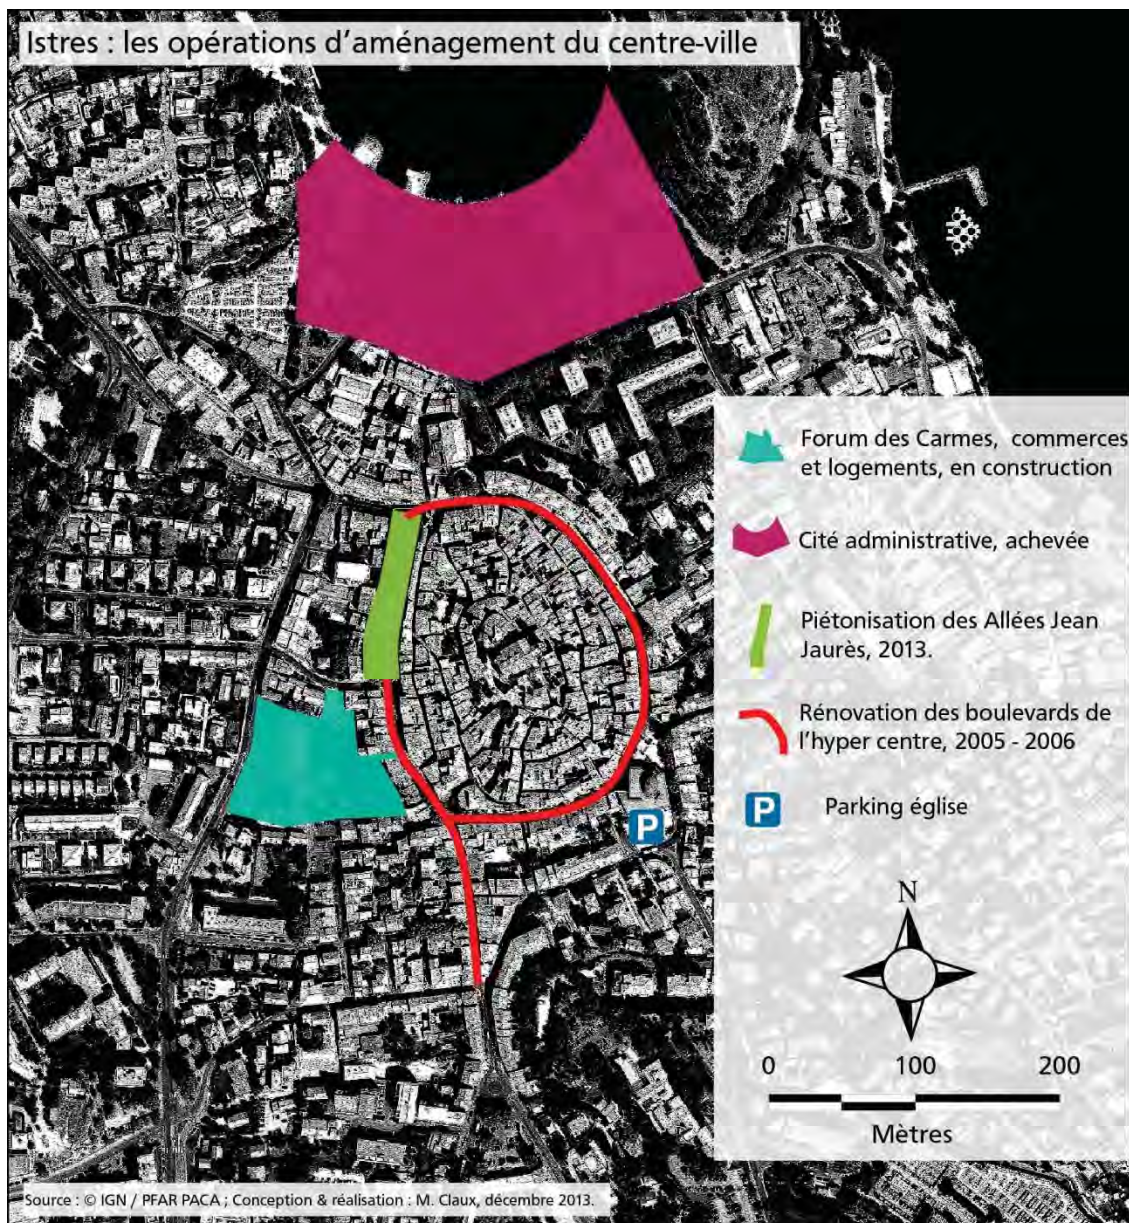 Istres : les opérations d'aménagement du centre-ville
Forum des Carmes, commerces
et logements, en construction
Cité administrative, achevée
Piétonisation des Allées Jean
Jaurès, 2013.
Rénovation des boulevards de
l'hyper centre, 2005 - 2006
P
P Parking église
N
0 100 200
Mètres
Source : © IGN / PFAR PACA ; Conception & réalisation : M. Claux, décembre 2013.